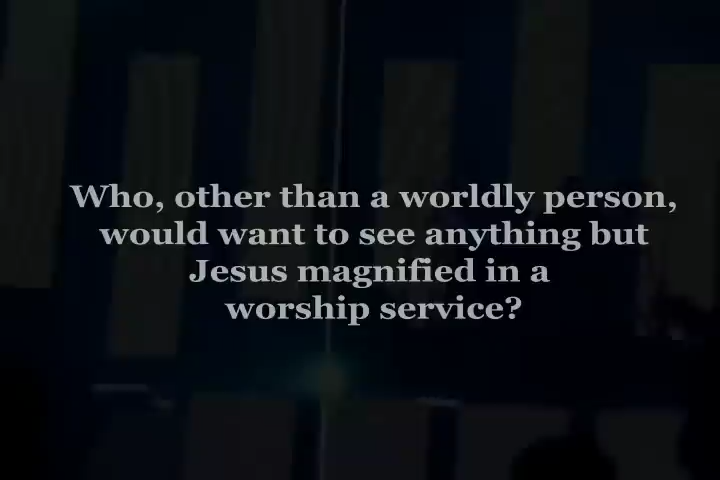 Who, other than a worldly person,
would want to see anything but
Jesus magnified in a
worship service?